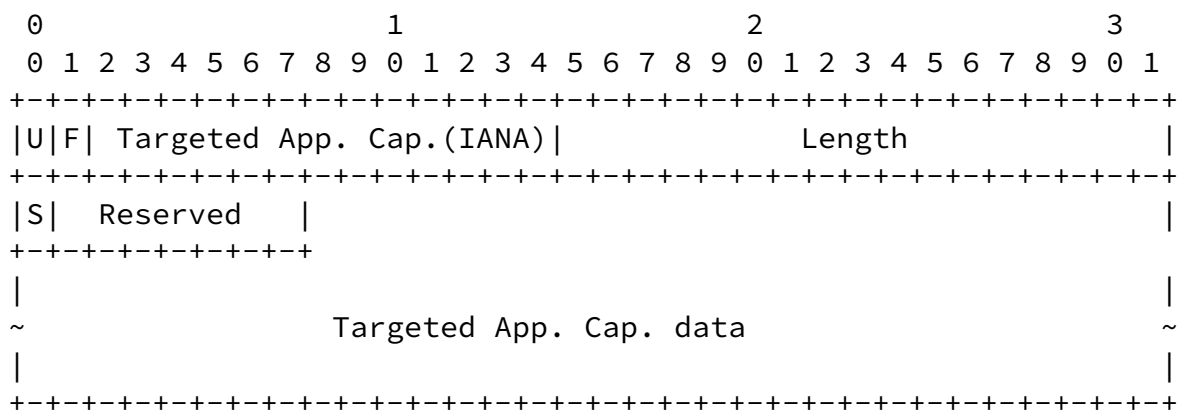 0                   1                   2                   3
 0 1 2 3 4 5 6 7 8 9 0 1 2 3 4 5 6 7 8 9 0 1 2 3 4 5 6 7 8 9 0 1
+-+-+-+-+-+-+-+-+-+-+-+-+-+-+-+-+-+-+-+-+-+-+-+-+-+-+-+-+-+-+-+-+
|U|F| Targeted App. Cap.(IANA)|             Length              |
+-+-+-+-+-+-+-+-+-+-+-+-+-+-+-+-+-+-+-+-+-+-+-+-+-+-+-+-+-+-+-+-+
|S|  Reserved   |                                               |
+-+-+-+-+-+-+-+-+
|                                                               |
~                 Targeted App. Cap. data                       ~
|                                                               |
+-+-+-+-+-+-+-+-+-+-+-+-+-+-+-+-+-+-+-+-+-+-+-+-+-+-+-+-+-+-+-+-+